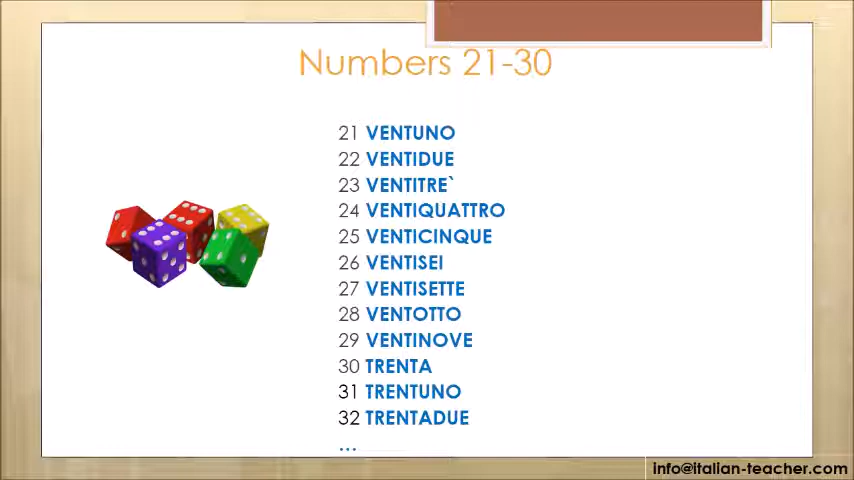 Numbers 21-30
21 VENTUNO
22 VENTIDUE
23 VENTITRE`
24 VENTIQUATTRO
25 VENTICINQUE
26 VENTISEI
27 VENTISETTE
28 VENTOTTO
29 VENTINOVE
30 TRENTA
31 TRENTUNO
32 TRENTADUE
...
info@italian-teacher.com